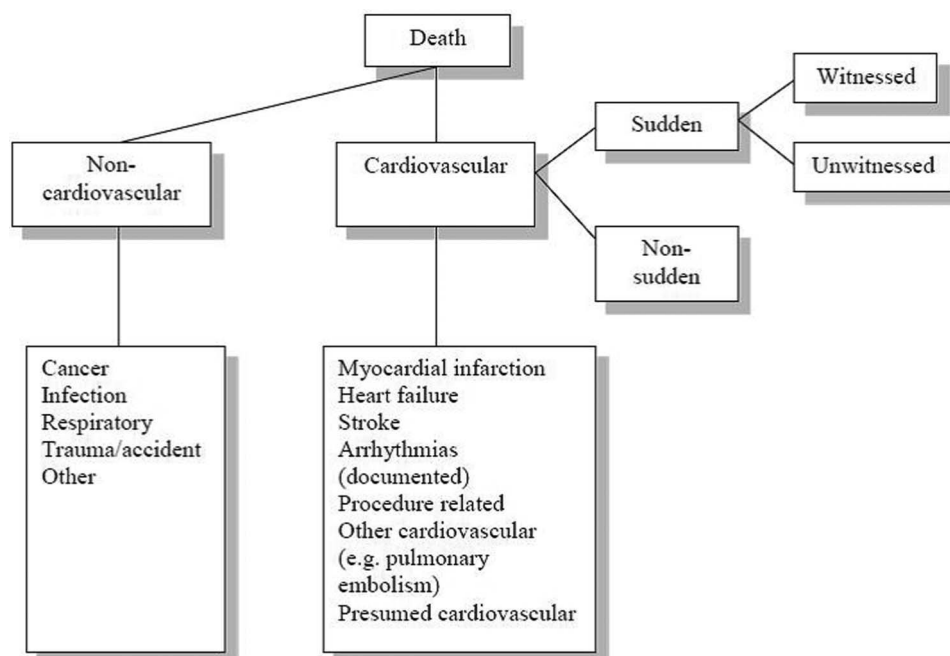 Death
Non-
cardiovascular
Cardiovascular
Sudden
Witnessed
Unwitnessed
Non-
sudden
Cancer
Infection
Respiratory
Trauma/accident
Other
Myocardial infarction
Heart failure
Stroke
Arrhythmias
(documented)
Procedure related
Other cardiovascular
(e.g. pulmonary
embolism)
Presumed cardiovascular